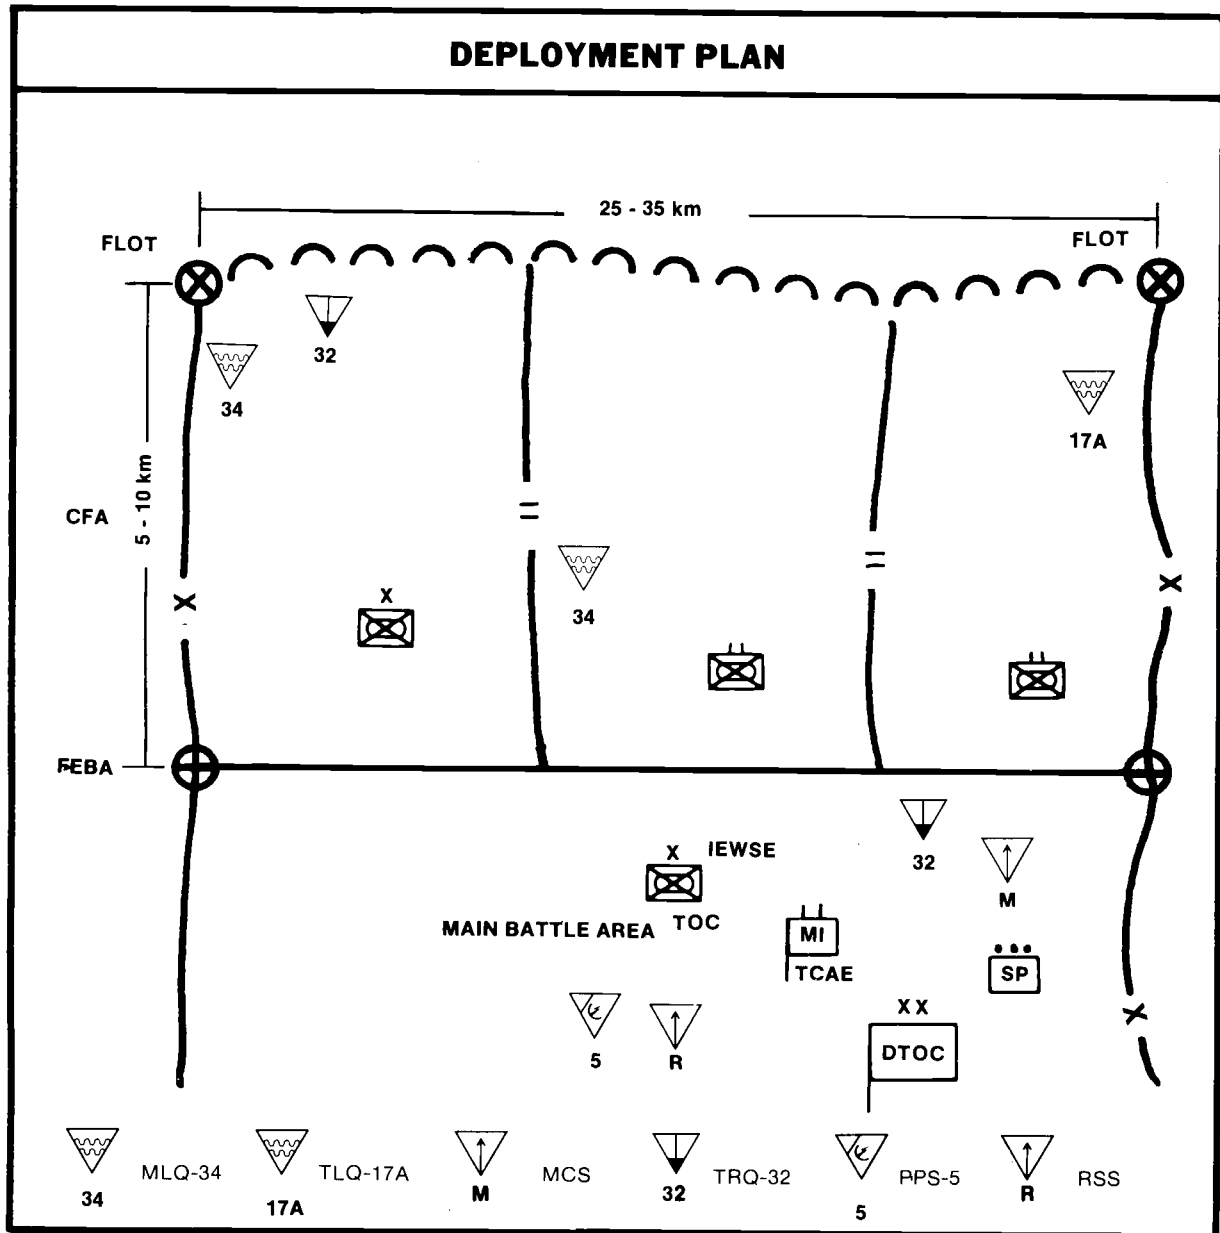 DEPLOYMENT PLAN
25 - 35 km
FLOT
FLOT
32
34
17A
CFA
5 - 10 km
X
X
X
34
FEBA
X
IEWSE
32
M
MAIN BATTLE AREA
TOC
MI
TCAE
SP
X X
X
5
R
DTOC
MLQ-34
34
TLQ-17A
17A
MCS
M
TRQ-32
32
PPS-5
5
RSS
R